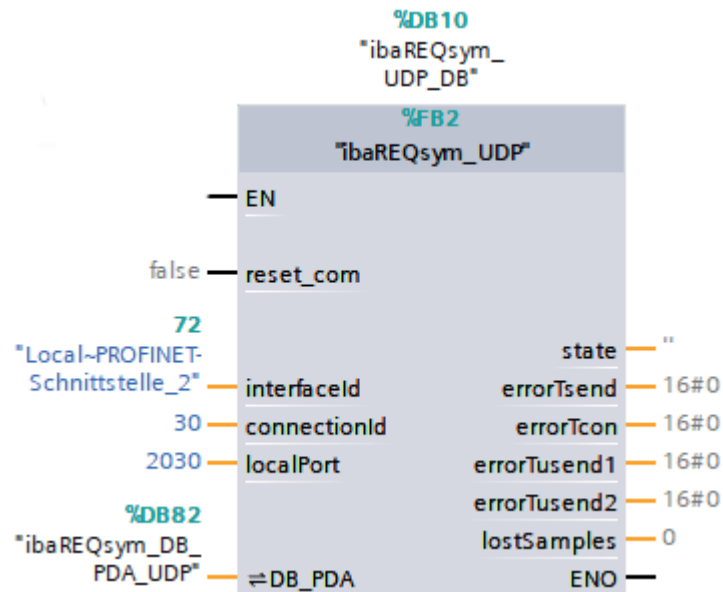 %DB10
"ibaREQsym_
UDP_DB"
%FB2
"ibaREQsym_UDP"
EN
false reset_com
72
"Local~PROFINET-
Schnittstelle_2" interfaceId
30 connectionId
2030 localPort
%DB82
"ibaREQsym_DB_
PDA_UDP" ⇌DB_PDA
state ''
errorTsend 16#0
errorTcon 16#0
errorTusend1 16#0
errorTusend2 16#0
lostSamples 0
ENO